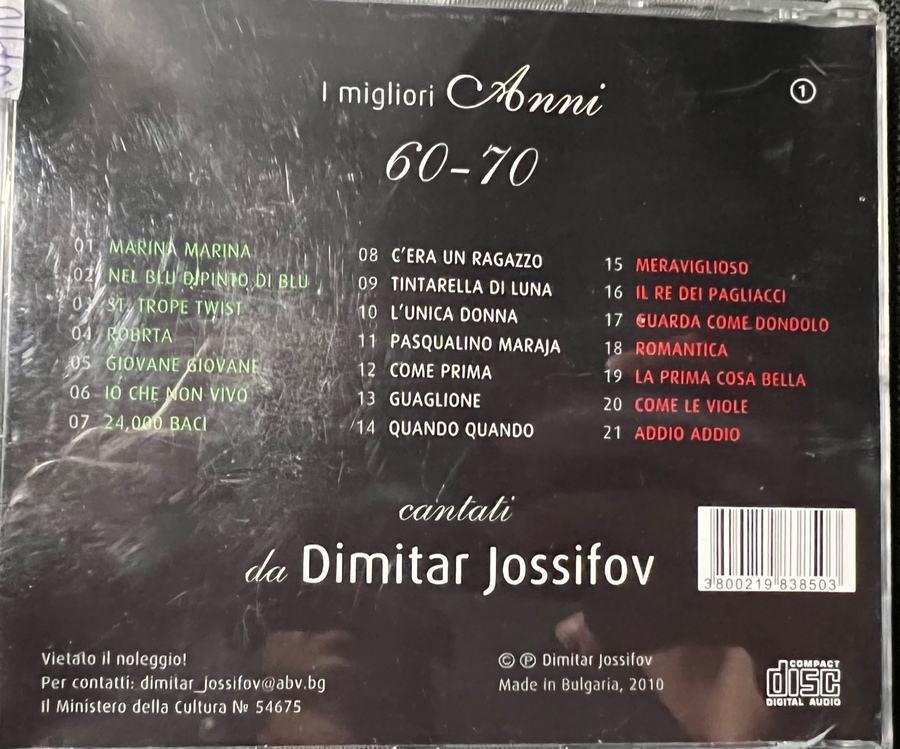 I migliori Anni
1
60-70
01 MARINA MARINA
02 NEL BLU DIPINTO DI BLU
03 ST. TROPE TWIST
04 ROBRTA
05 GIOVANE GIOVANE
06 IO CHE NON VIVO
07 24,000 BACI
08 C'ERA UN RAGAZZO
09 TINTARELLA DI LUNA
10 L'UNICA DONNA
11 PASQUALINO MARAJA
12 COME PRIMA
13 GUAGLIONE
14 QUANDO QUANDO
15 MERAVIGLIOSO
16 IL RE DEI PAGLIACCI
17 GUARDA COME DONDOLO
18 ROMANTICA
19 LA PRIMA COSA BELLA
20 COME LE VIOLE
21 ADDIO ADDIO
cantati
da Dimitar Jossifov
3800219838503
Vietato il noleggio!
Per contatti: dimitar_jossifov@abv.bg
Il Ministero della Cultura № 54675
© ℗ Dimitar Jossifov
Made in Bulgaria, 2010
COMPACT
disc
DIGITAL AUDIO